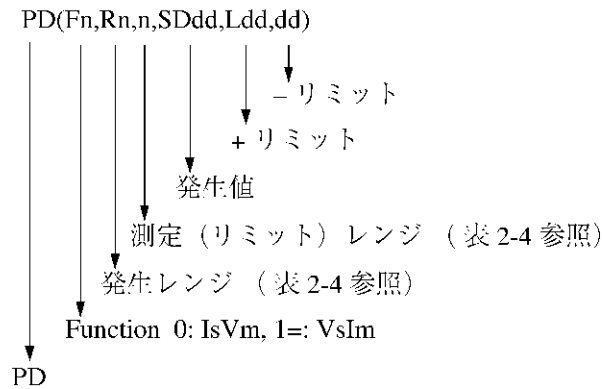 PD(Fn,Rn,n,SDdd,Ldd,dd)
− リミット
+ リミット
発生値
測定（リミット）レンジ （表 2-4 参照）
発生レンジ （表 2-4 参照）
Function 0: IsVm, 1=: VsIm
PD